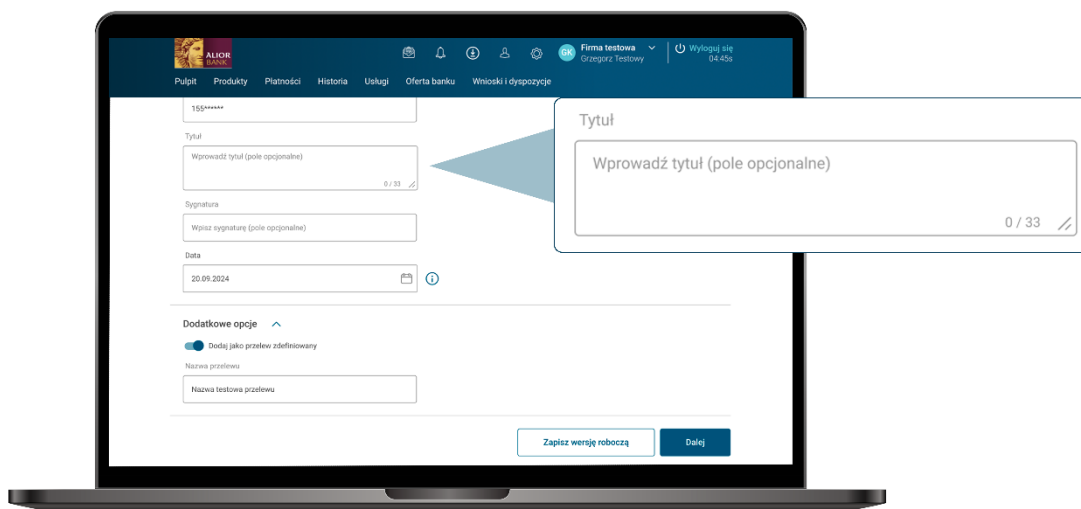 ALIOR
BANK
GK
Firma testowa
Grzegorz Testowy
Wyloguj się
04:45s
Pulpit Produkty Płatności Historia Usługi Oferta banku Wnioski i dyspozycje
155******
Tytuł
Wprowadź tytuł (pole opcjonalne)
0 / 33
Sygnatura
Wpisz sygnaturę (pole opcjonalne)
Data
20.09.2024
Dodatkowe opcje
Dodaj jako przelew zdefiniowany
Nazwa przelewu
Nazwa testowa przelewu
Zapisz wersję roboczą Dalej
Tytuł
Wprowadź tytuł (pole opcjonalne)
0 / 33